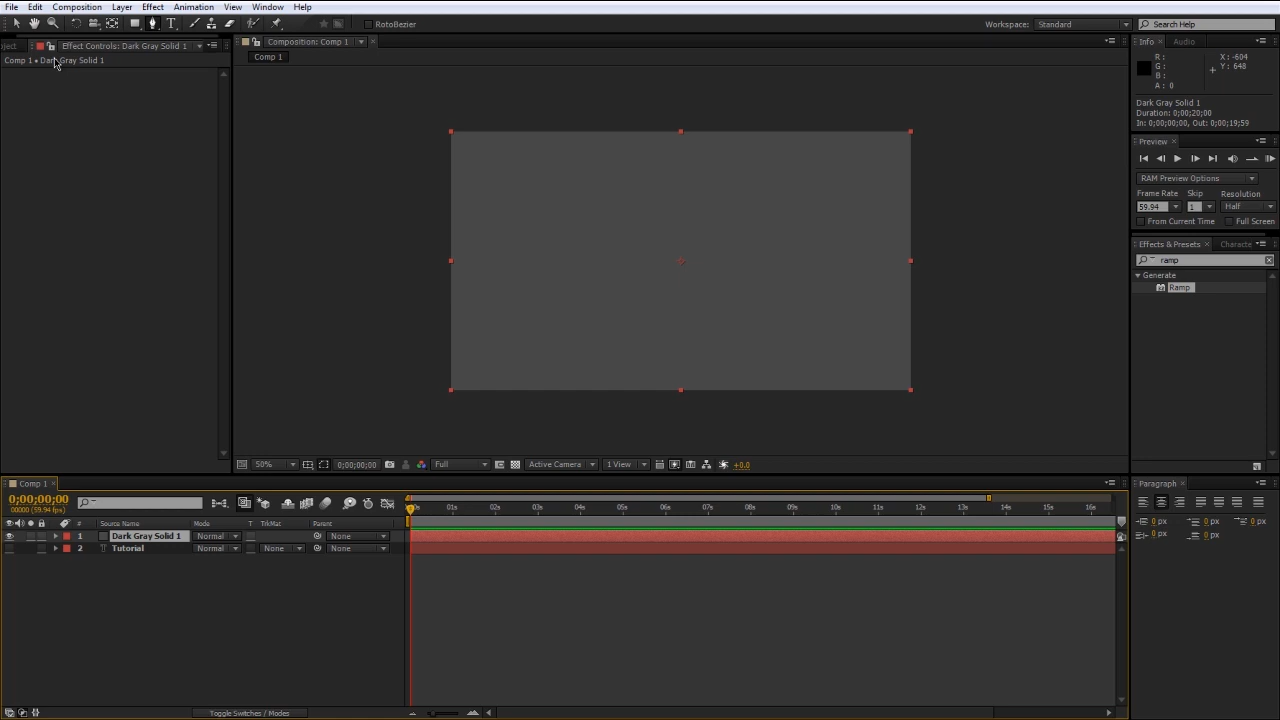 File Edit Composition Layer Effect Animation View Window Help
RotoBezier
Workspace: Standard
Search Help
ject
Effect Controls: Dark Gray Solid 1
Comp 1 • Dark Gray Solid 1
Composition: Comp 1
Comp 1
Info
Audio
R:
G:
B:
A: 0
X: -604
Y: 648
Dark Gray Solid 1
Duration: 0;00;20;00
In: 0;00;00;00, Out: 0;00;19;59
Preview
RAM Preview Options
Frame Rate Skip Resolution
59.94 1 Half
From Current Time Full Screen
Effects & Presets
Characte
ramp
Generate
Ramp
50%
0;00;00;00
Full
Active Camera
1 View
+0.0
Comp 1
0;00;00;00
00000 (59.94 fps)
# Source Name Mode T TrkMat Parent
1 Dark Gray Solid 1 Normal None
2 T Tutorial Normal None None
00s 01s 02s 03s 04s 05s 06s 07s 08s 09s 10s 11s 12s 13s 14s 15s 16s
Toggle Switches / Modes
Paragraph
0 px 0 px 0 px
0 px 0 px